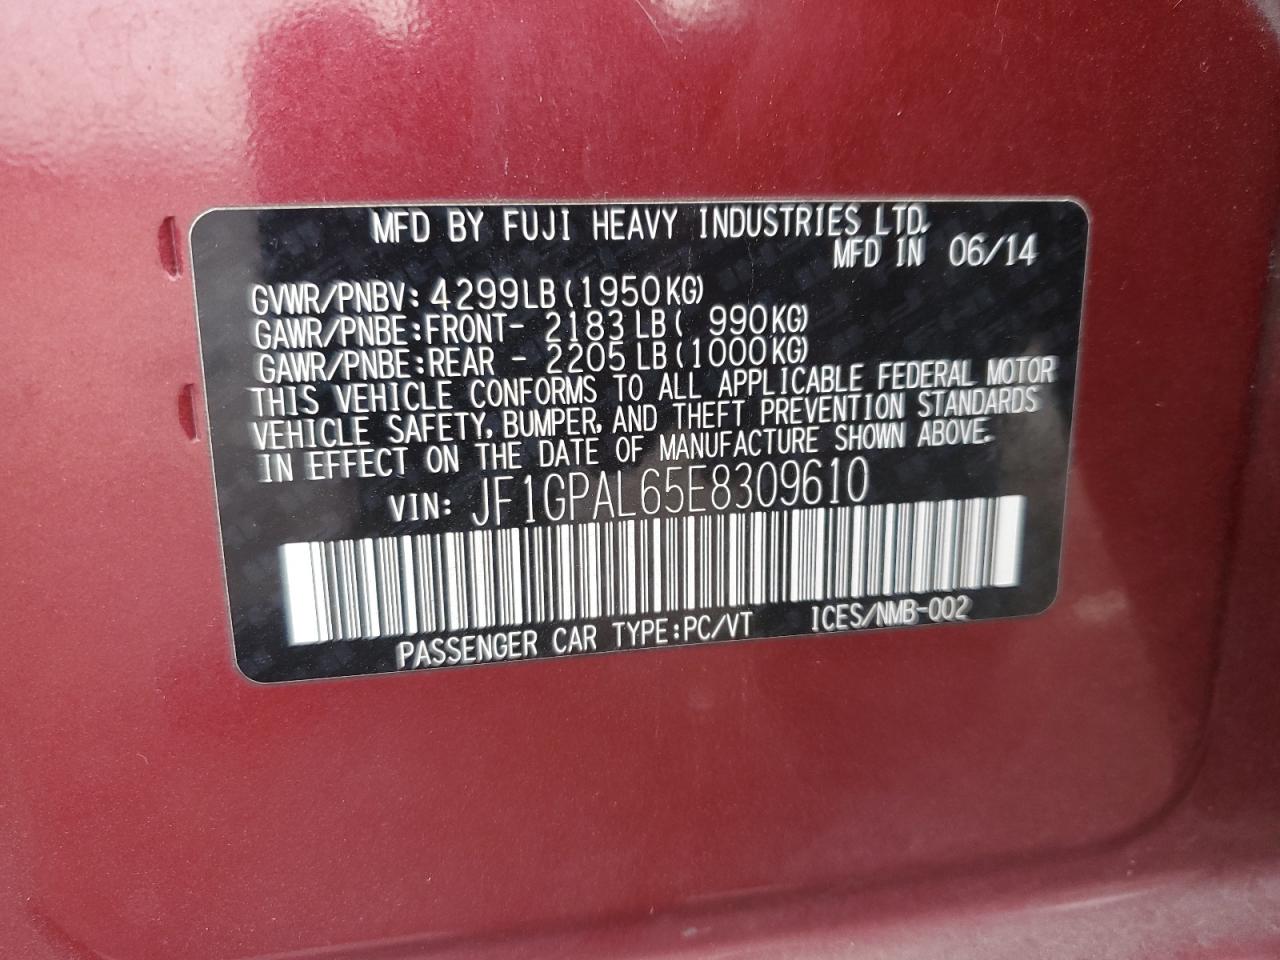 MFD BY FUJI HEAVY INDUSTRIES LTD.
MFD IN 06/14
GVWR/PNBV: 4299LB (1950KG)
GAWR/PNBE:FRONT- 2183 LB ( 990KG)
GAWR/PNBE:REAR - 2205 LB (1000KG)
THIS VEHICLE CONFORMS TO ALL APPLICABLE FEDERAL MOTOR
VEHICLE SAFETY, BUMPER, AND THEFT PREVENTION STANDARDS
IN EFFECT ON THE DATE OF MANUFACTURE SHOWN ABOVE.
VIN: JF1GPAL65E8309610
PASSENGER CAR TYPE:PC/VT ICES/NMB-002